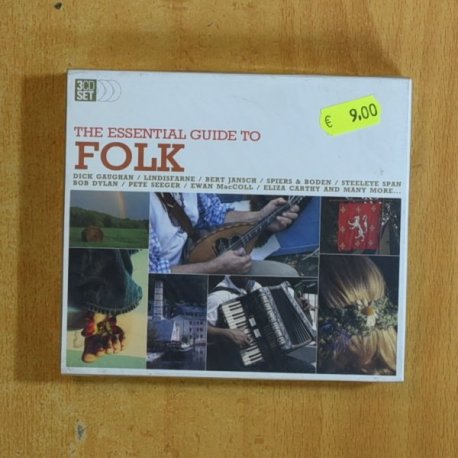 3CD
SET
€ 9,00
THE ESSENTIAL GUIDE TO
FOLK
DICK GAUGHAN / LINDISFARNE / BERT JANSCH / SPIERS & BODEN / STEELEYE SPAN
BOB DYLAN / PETE SEEGER / EWAN MacCOLL / ELIZA CARTHY AND MANY MORE...